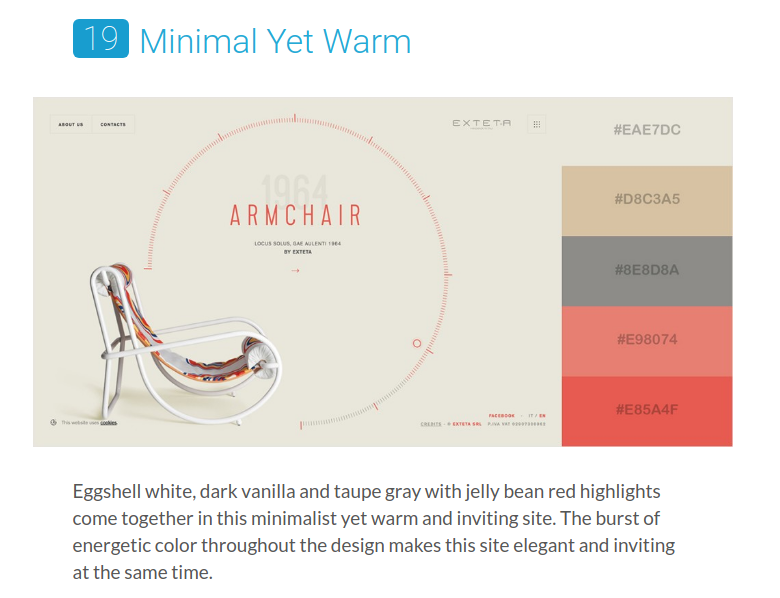 19 Minimal Yet Warm
ABOUT US CONTACTS
EXTETA
#EAE7DC
1964
ARMCHAIR
LOCUS SOLUS, GAE AULENTI 1964
BY EXTETA
→
#D8C3A5
#8E8D8A
#E98074
#E85A4F
This website uses cookies.
FACEBOOK — IT / EN
CREDITS - © EXTETA SRL
Eggshell white, dark vanilla and taupe gray with jelly bean red highlights
come together in this minimalist yet warm and inviting site. The burst of
energetic color throughout the design makes this site elegant and inviting
at the same time.